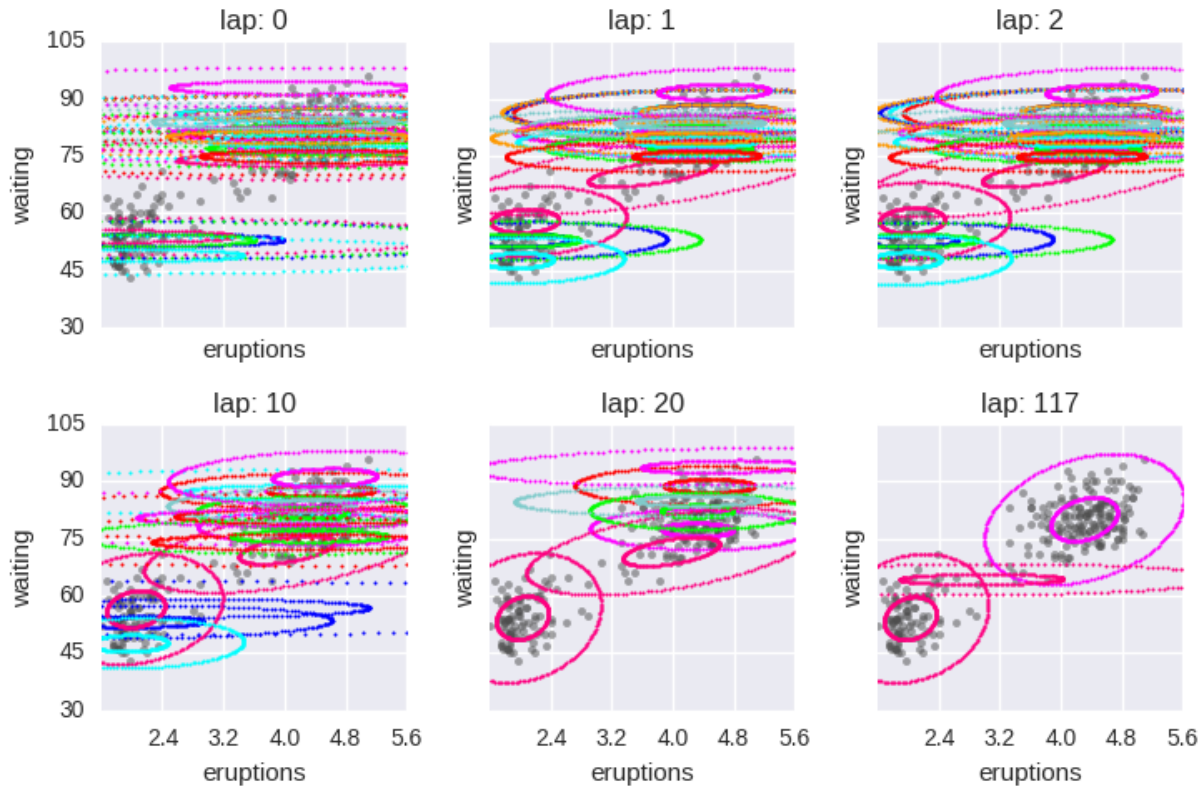 lap: 0
lap: 1
lap: 2
105
90
75
60
45
30
waiting
waiting
waiting
eruptions
eruptions
eruptions
lap: 10
lap: 20
lap: 117
105
90
75
60
45
30
waiting
waiting
waiting
2.4 3.2 4.0 4.8 5.6
2.4 3.2 4.0 4.8 5.6
2.4 3.2 4.0 4.8 5.6
eruptions
eruptions
eruptions